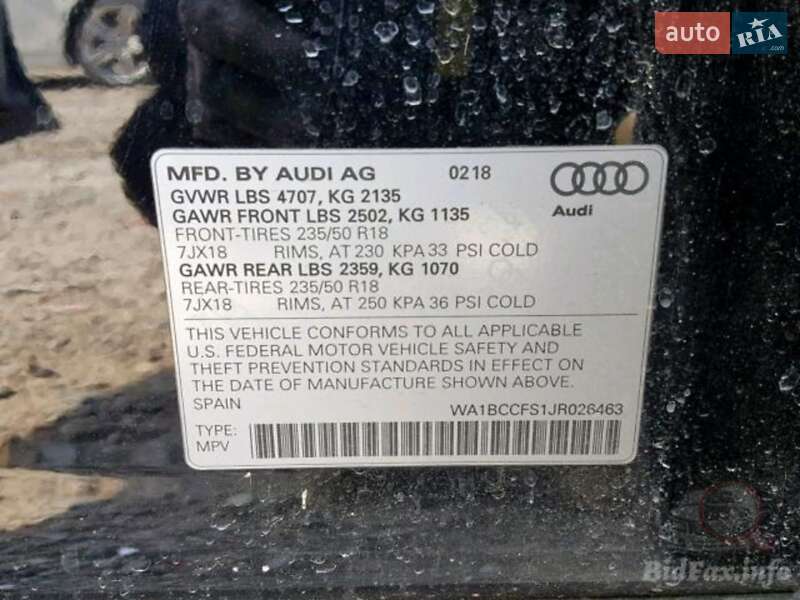 auto RIA .com
MFD. BY AUDI AG 0218
GVWR LBS 4707, KG 2135
GAWR FRONT LBS 2502, KG 1135
Audi
FRONT-TIRES 235/50 R18
7JX18 RIMS, AT 230 KPA 33 PSI COLD
GAWR REAR LBS 2359, KG 1070
REAR-TIRES 235/50 R18
7JX18 RIMS, AT 250 KPA 36 PSI COLD
THIS VEHICLE CONFORMS TO ALL APPLICABLE
U.S. FEDERAL MOTOR VEHICLE SAFETY AND
THEFT PREVENTION STANDARDS IN EFFECT ON
THE DATE OF MANUFACTURE SHOWN ABOVE.
SPAIN WA1BCCFS1JR026463
TYPE:
MPV
BidFax.info